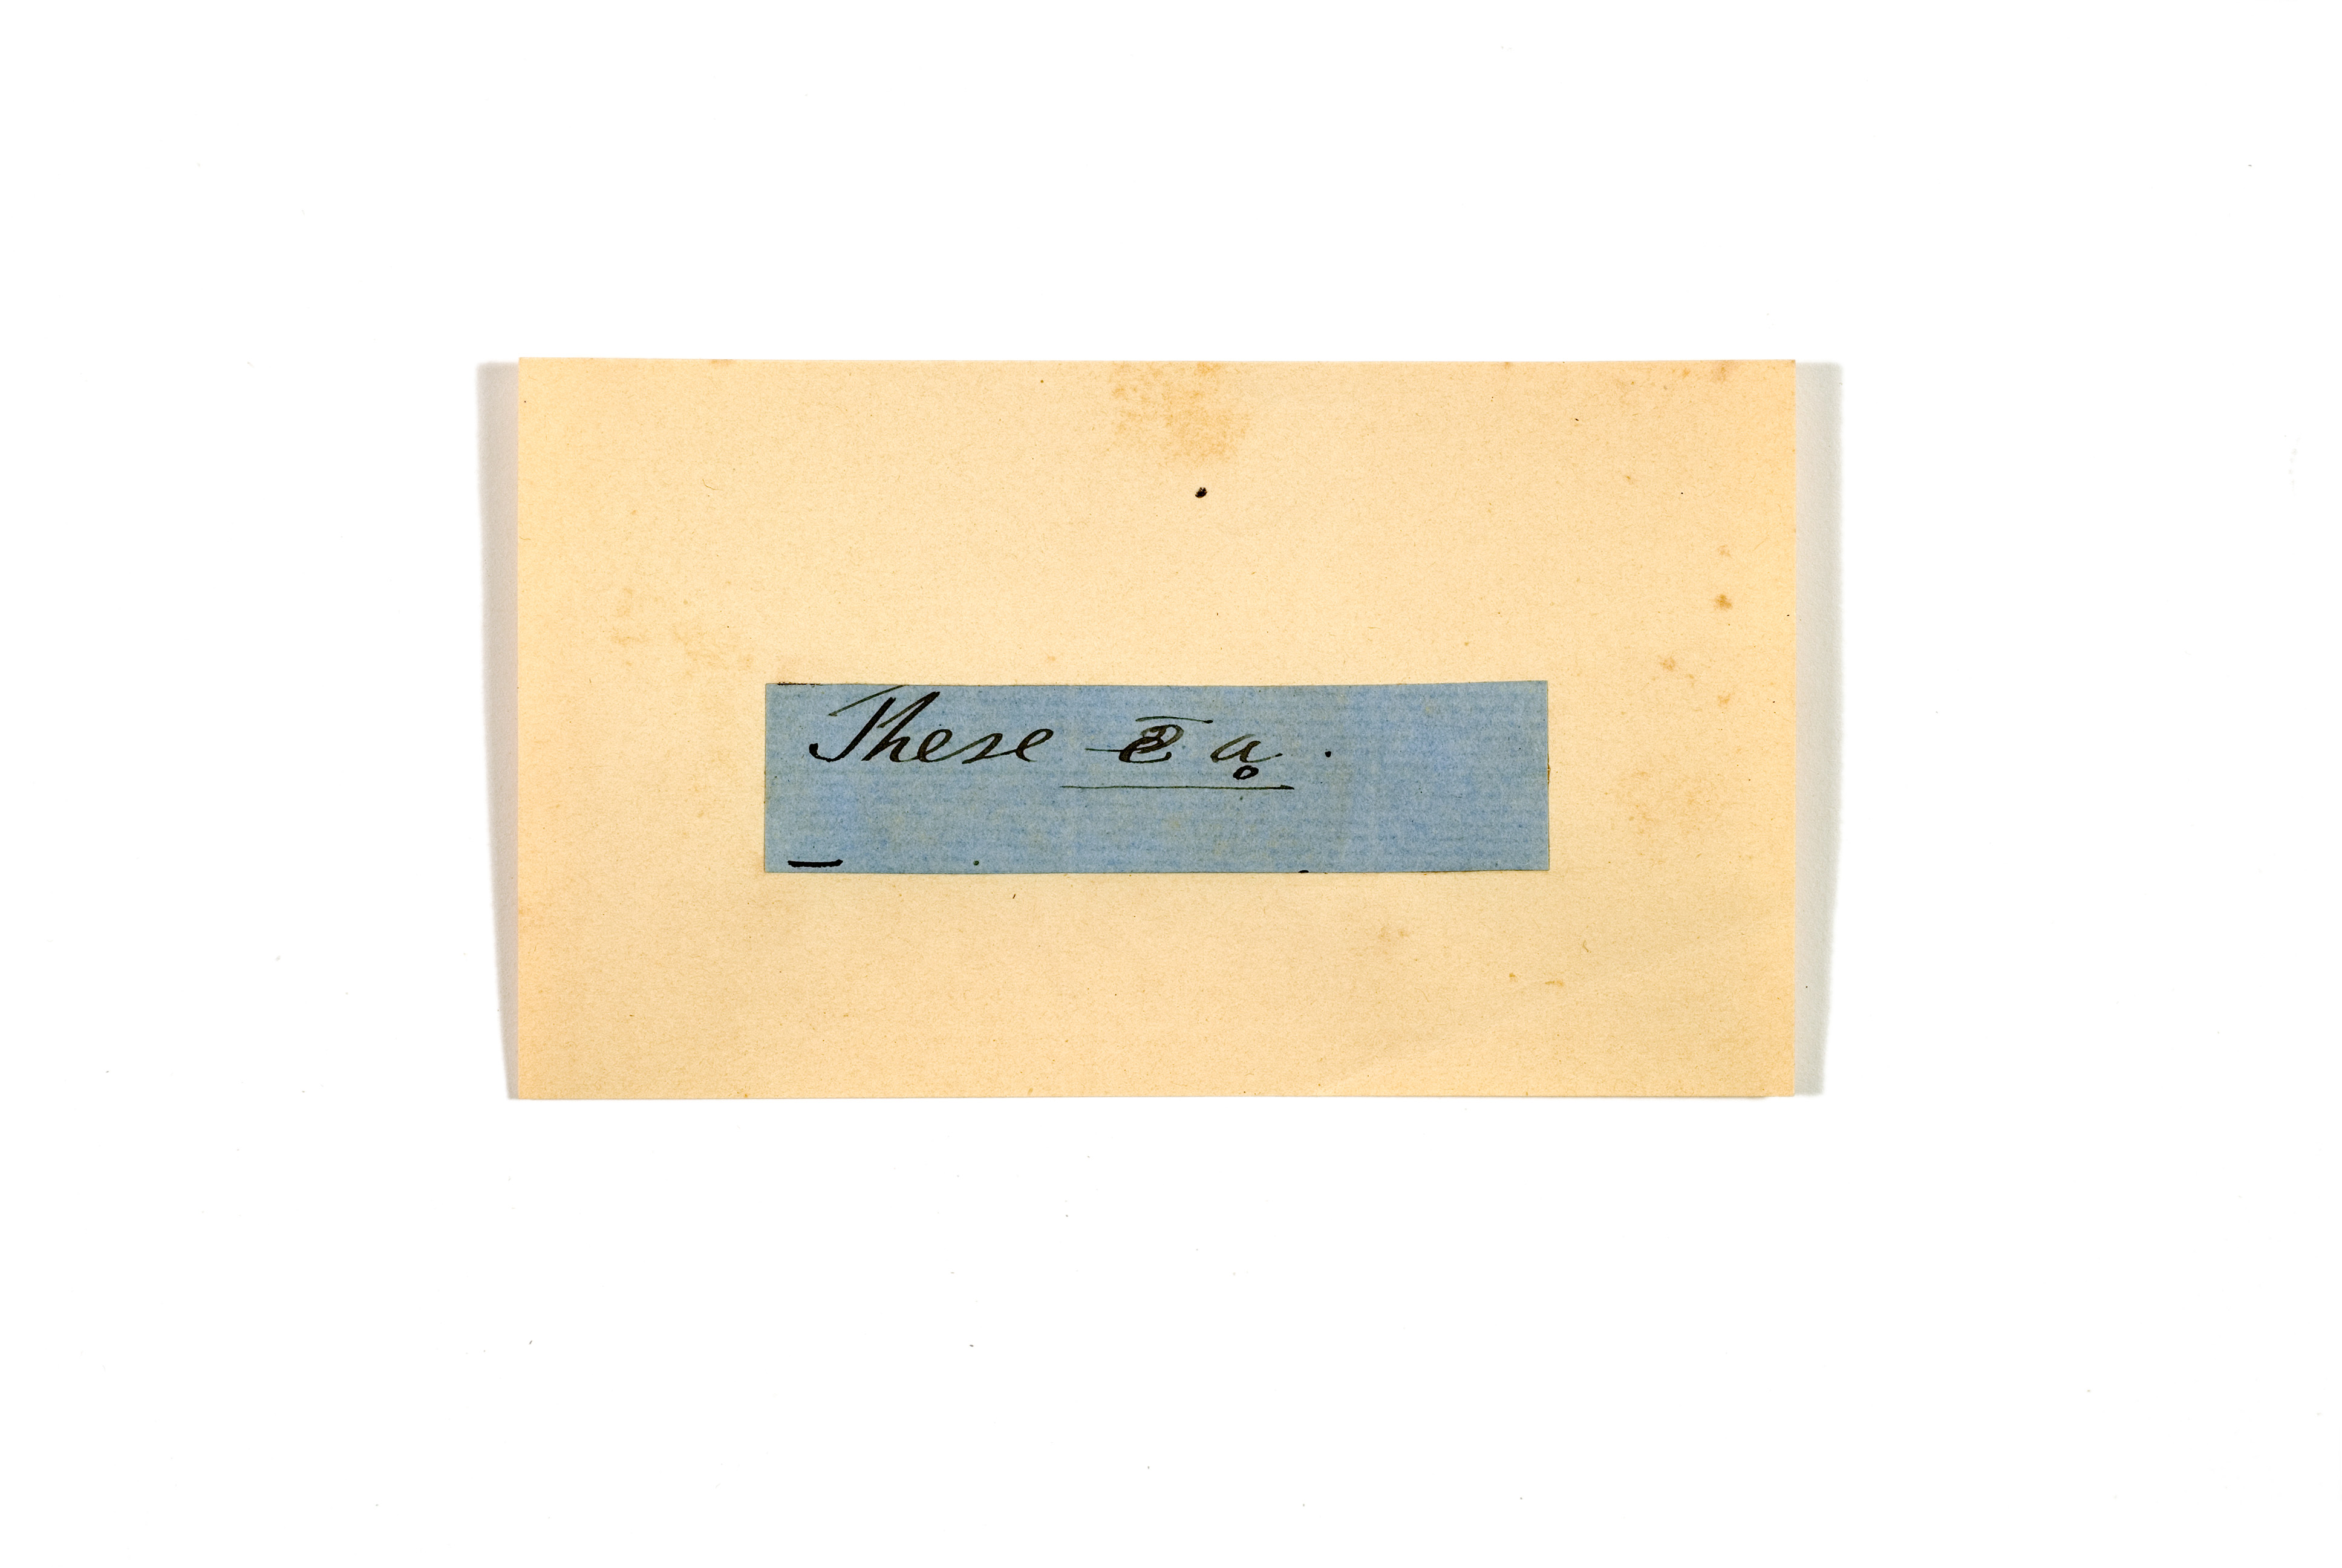 These – ē ạ.